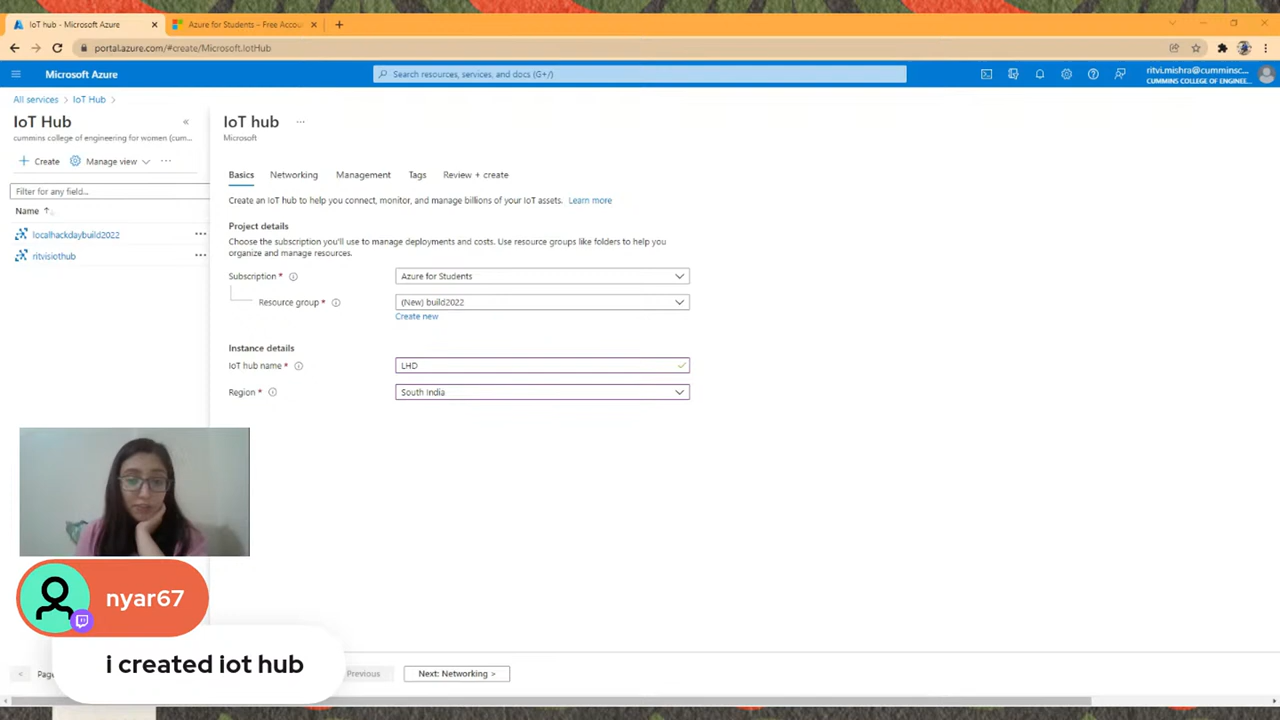 IoT hub - Microsoft Azure
Azure for Students – Free Accou
portal.azure.com/#create/Microsoft.IotHub
Microsoft Azure
Search resources, services, and docs (G+/)
ritvi.mishra@cumminsc...
CUMMINS COLLEGE OF ENGINEE...
All services > IoT Hub >
IoT Hub
cummins college of engineering for women (cum...
Create
Manage view
Filter for any field...
Name
localhackdaybuild2022
ritvisiothub
IoT hub
Microsoft
Basics
Networking
Management
Tags
Review + create
Create an IoT hub to help you connect, monitor, and manage billions of your IoT assets. Learn more
Project details
Choose the subscription you'll use to manage deployments and costs. Use resource groups like folders to help you
organize and manage resources.
Subscription *
Azure for Students
Resource group *
(New) build2022
Create new
Instance details
IoT hub name *
LHD
Region *
South India
nyar67
i created iot hub
< Page
Previous
Next: Networking >